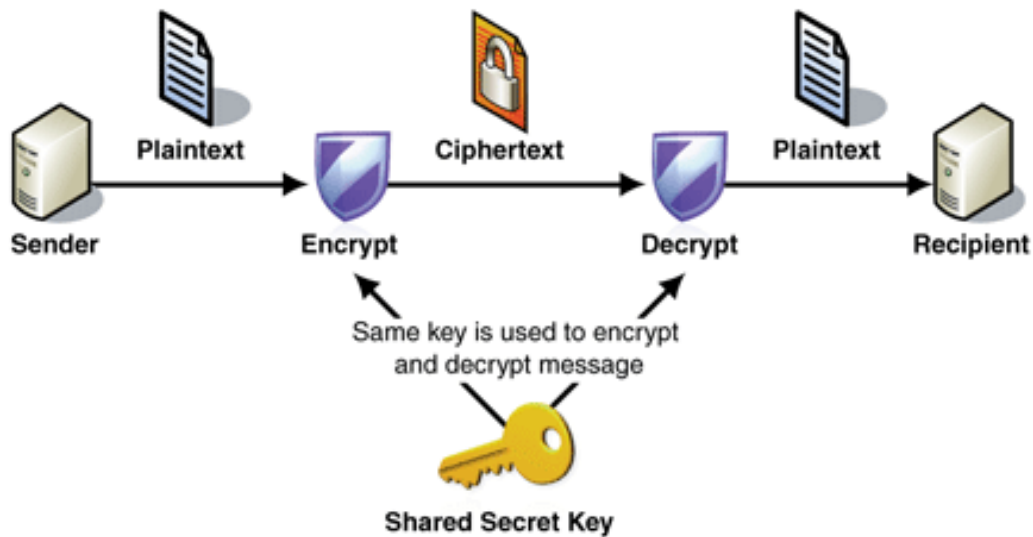 Plaintext
Ciphertext
Plaintext
Sender
Encrypt
Decrypt
Recipient
Same key is used to encrypt
and decrypt message
Shared Secret Key